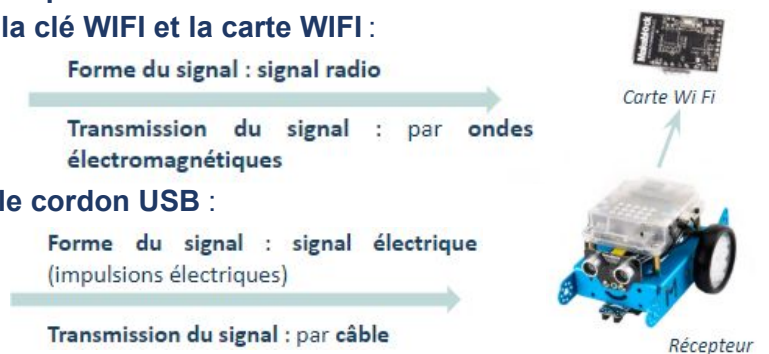 la clé WIFI et la carte WIFI :
Forme du signal : signal radio
Transmission du signal : par ondes
électromagnétiques
Carte Wi Fi
le cordon USB :
Forme du signal : signal électrique
(impulsions électriques)
Transmission du signal : par câble
Récepteur